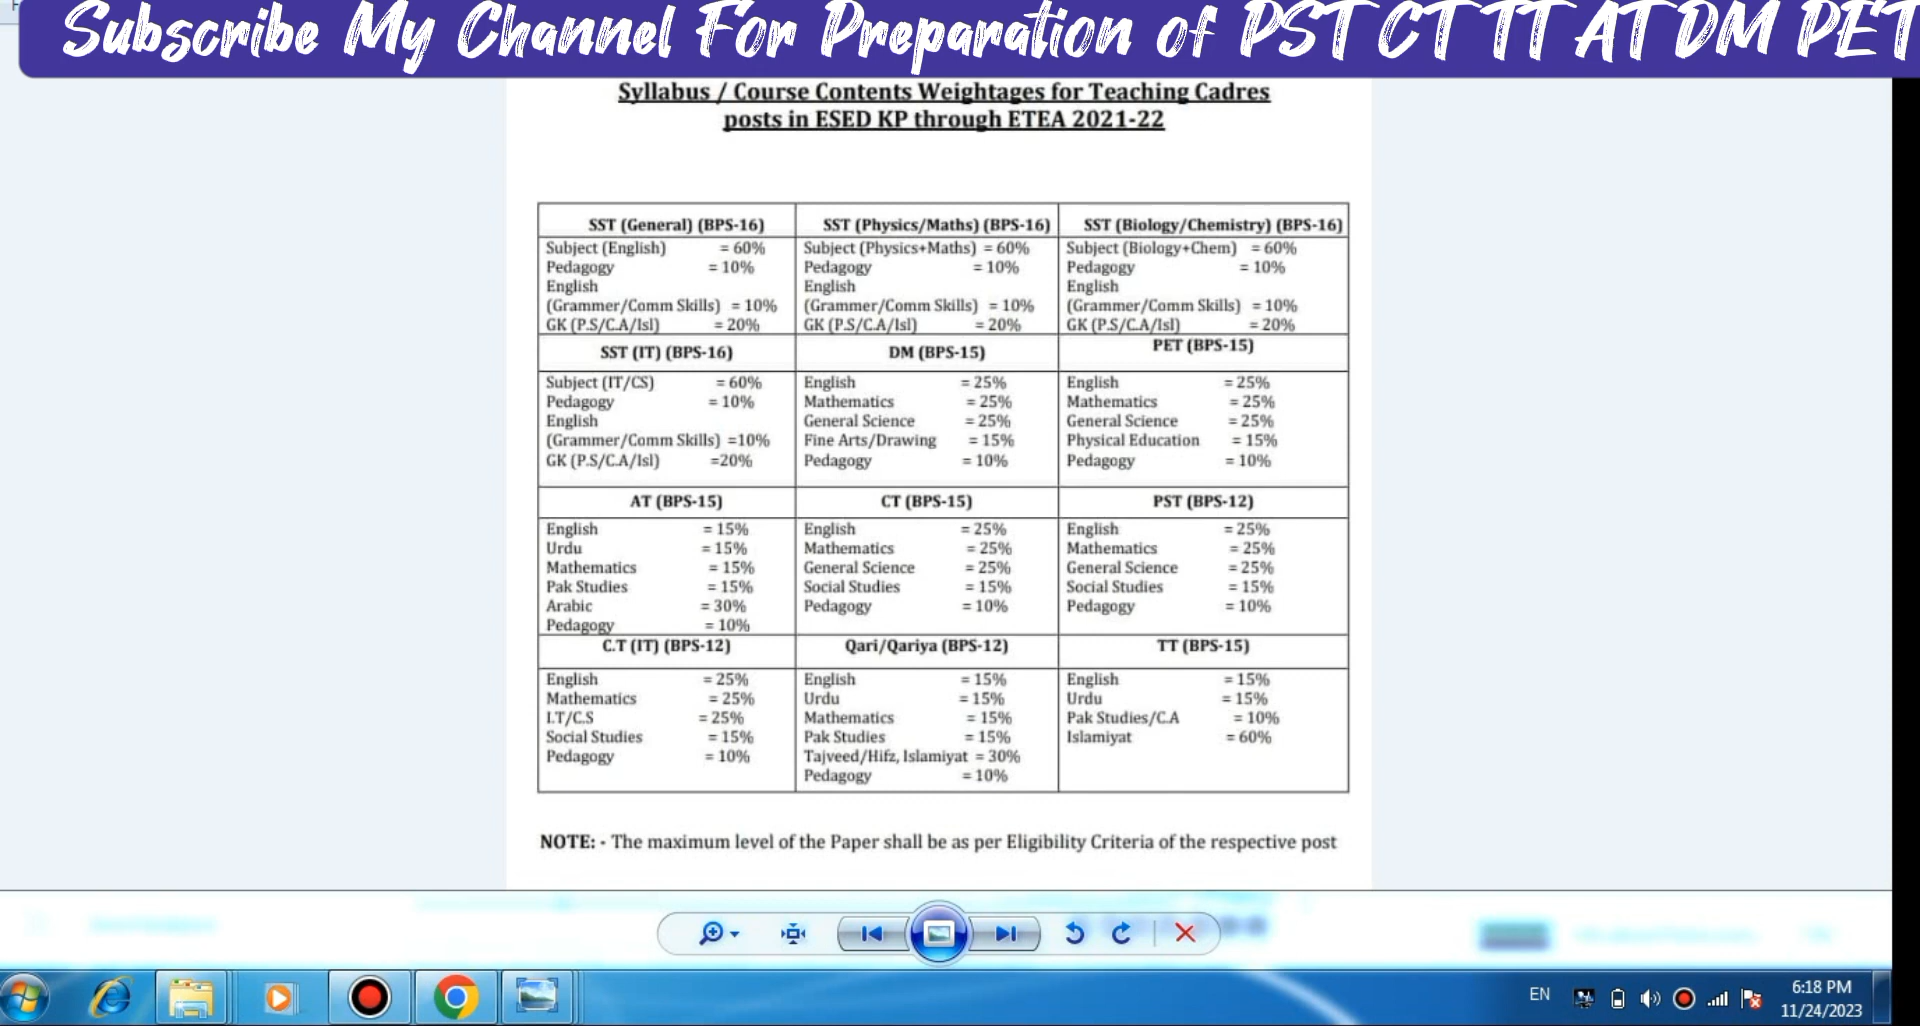 Subscribe My Channel For Preparation of PST CT TT AT DM PET
Syllabus / Course Contents Weightages for Teaching Cadres
posts in ESED KP through ETEA 2021-22
SST (General) (BPS-16)
Subject (English) = 60%
Pedagogy = 10%
English
(Grammer/Comm Skills) = 10%
GK (P.S/C.A/Isl) = 20%
SST (Physics/Maths) (BPS-16)
Subject (Physics+Maths) = 60%
Pedagogy = 10%
English
(Grammer/Comm Skills) = 10%
GK (P.S/C.A/Isl) = 20%
SST (Biology/Chemistry) (BPS-16)
Subject (Biology+Chem) = 60%
Pedagogy = 10%
English
(Grammer/Comm Skills) = 10%
GK (P.S/C.A/Isl) = 20%
SST (IT) (BPS-16)
Subject (IT/CS) = 60%
Pedagogy = 10%
English
(Grammer/Comm Skills) =10%
GK (P.S/C.A/Isl) =20%
DM (BPS-15)
English = 25%
Mathematics = 25%
General Science = 25%
Fine Arts/Drawing = 15%
Pedagogy = 10%
PET (BPS-15)
English = 25%
Mathematics = 25%
General Science = 25%
Physical Education = 15%
Pedagogy = 10%
AT (BPS-15)
English = 15%
Urdu = 15%
Mathematics = 15%
Pak Studies = 15%
Arabic = 30%
Pedagogy = 10%
CT (BPS-15)
English = 25%
Mathematics = 25%
General Science = 25%
Social Studies = 15%
Pedagogy = 10%
PST (BPS-12)
English = 25%
Mathematics = 25%
General Science = 25%
Social Studies = 15%
Pedagogy = 10%
C.T (IT) (BPS-12)
English = 25%
Mathematics = 25%
I.T/C.S = 25%
Social Studies = 15%
Pedagogy = 10%
Qari/Qariya (BPS-12)
English = 15%
Urdu = 15%
Mathematics = 15%
Pak Studies = 15%
Tajveed/Hifz, Islamiyat = 30%
Pedagogy = 10%
TT (BPS-15)
English = 15%
Urdu = 15%
Pak Studies/C.A = 10%
Islamiyat = 60%
NOTE: - The maximum level of the Paper shall be as per Eligibility Criteria of the respective post
EN
6:18 PM
11/24/2023